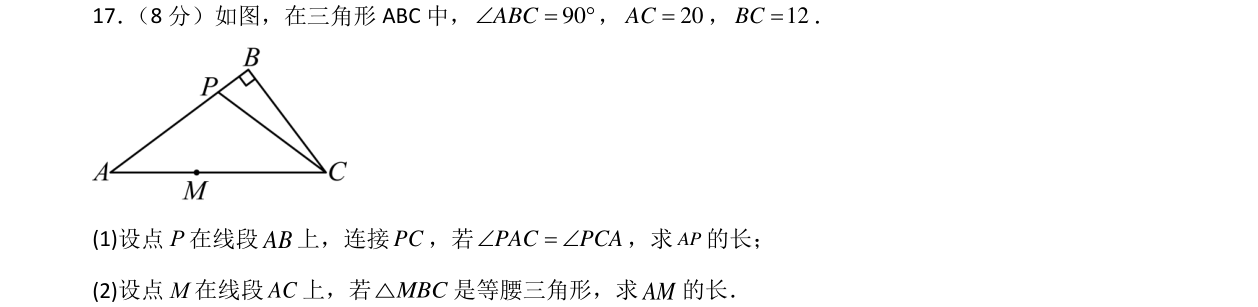 17.（8 分）如图，在三角形 ABC 中，∠ABC = 90°，AC = 20，BC = 12．
B
P
A
C
M
(1)设点 P 在线段 AB 上，连接 PC，若∠PAC = ∠PCA，求 AP 的长；
(2)设点 M 在线段 AC 上，若△MBC 是等腰三角形，求 AM 的长．